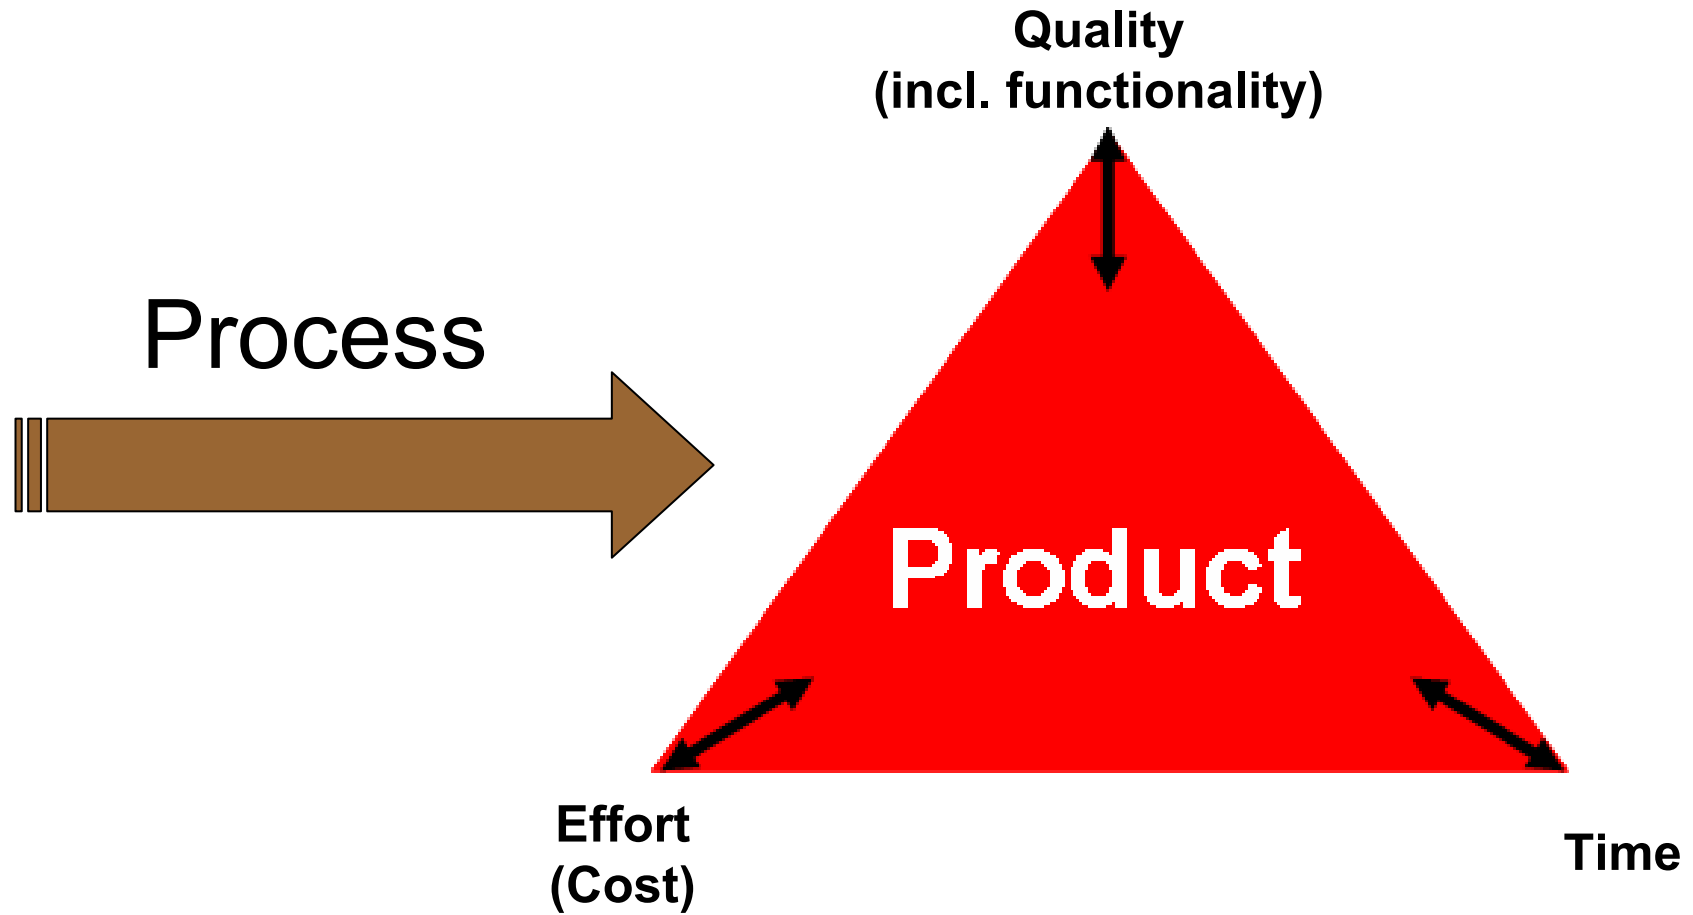 Quality
(incl. functionality)
Process
Product
Effort
(Cost)
Time